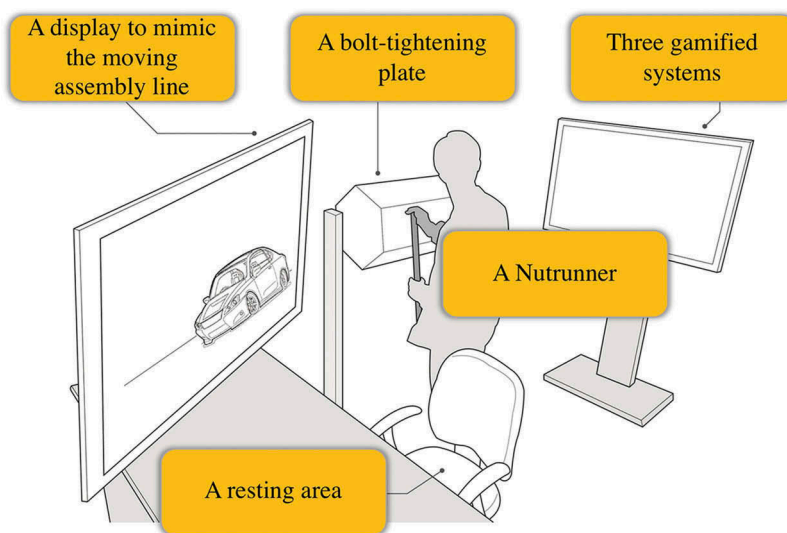 A display to mimic
the moving
assembly line
A bolt-tightening
plate
Three gamified
systems
A Nutrunner
A resting area